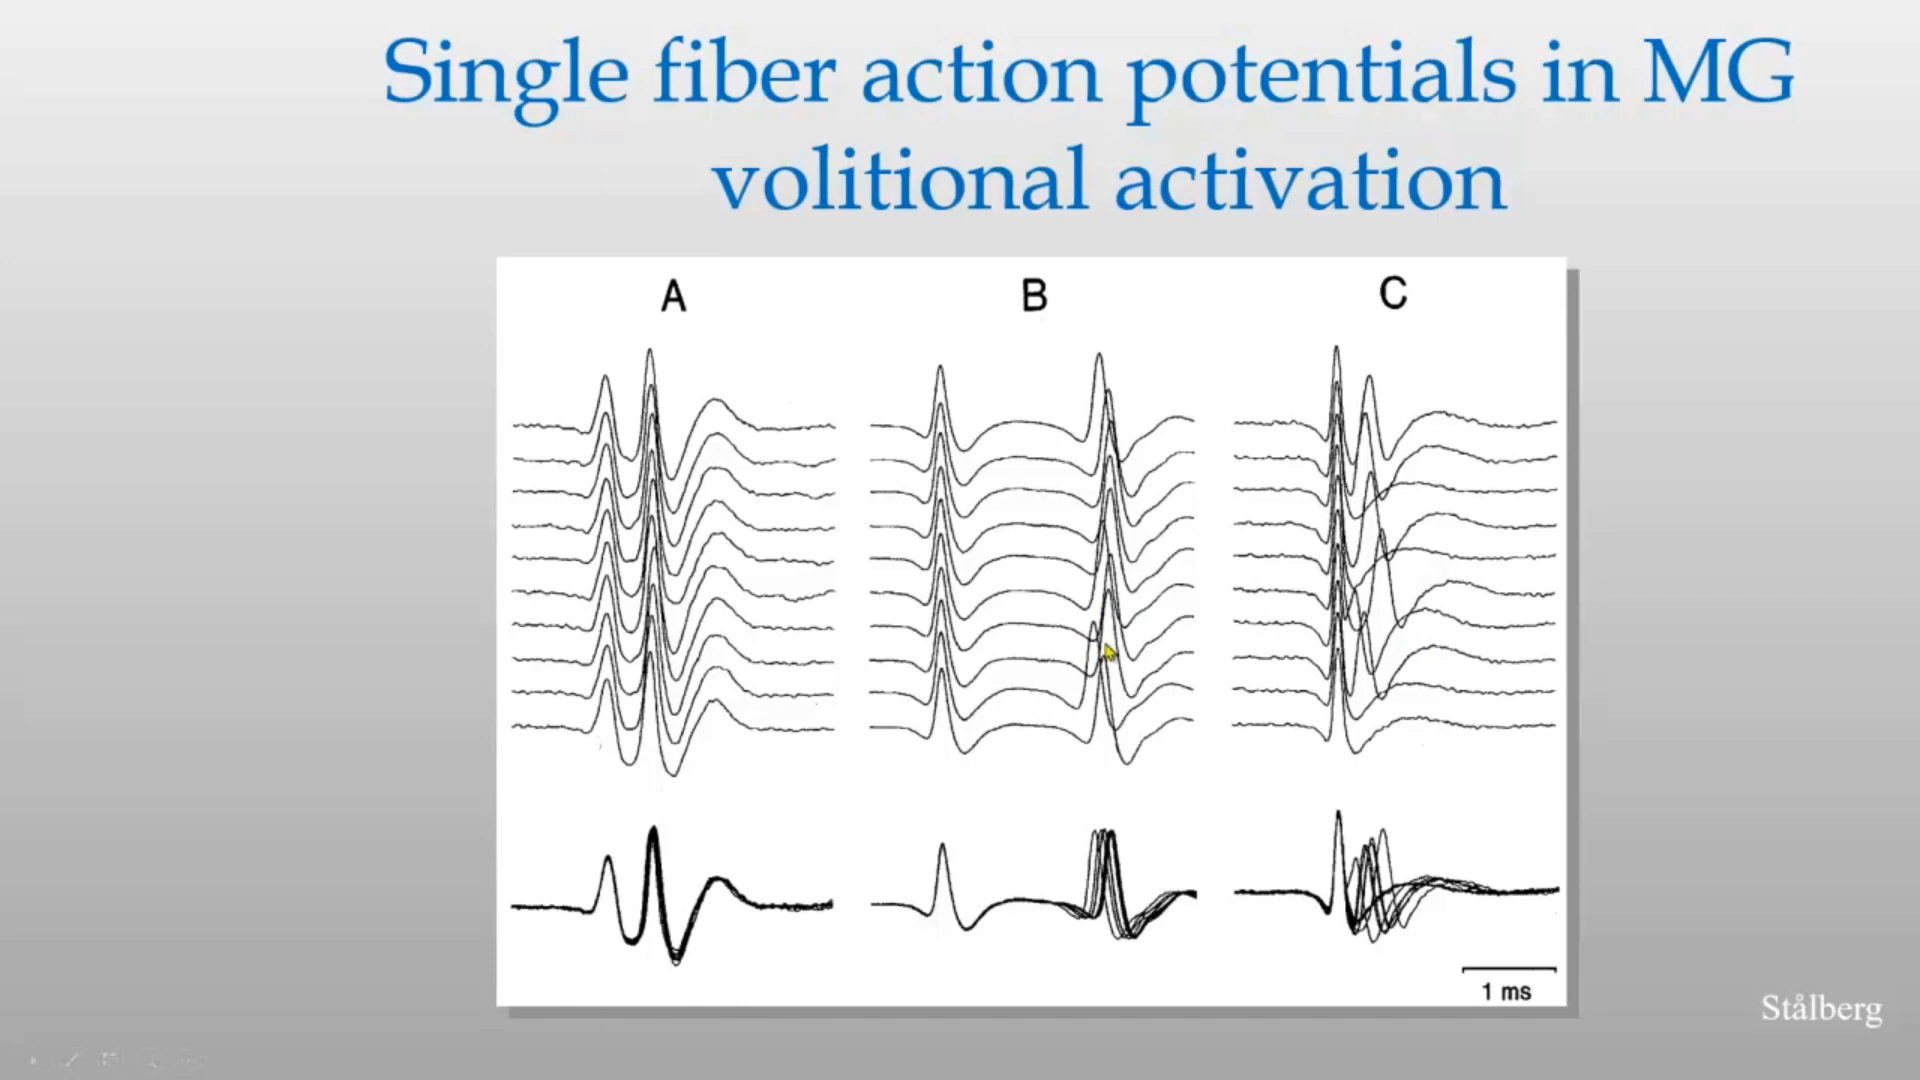 Single fiber action potentials in MG
volitional activation
A B C
1 ms
Stålberg